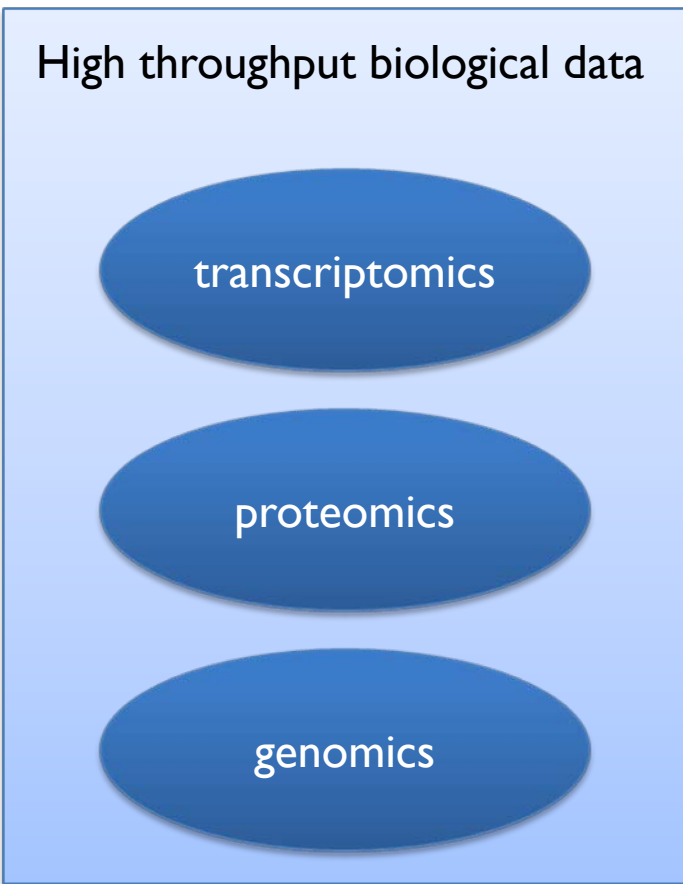 High throughput biological data
transcriptomics
proteomics
genomics